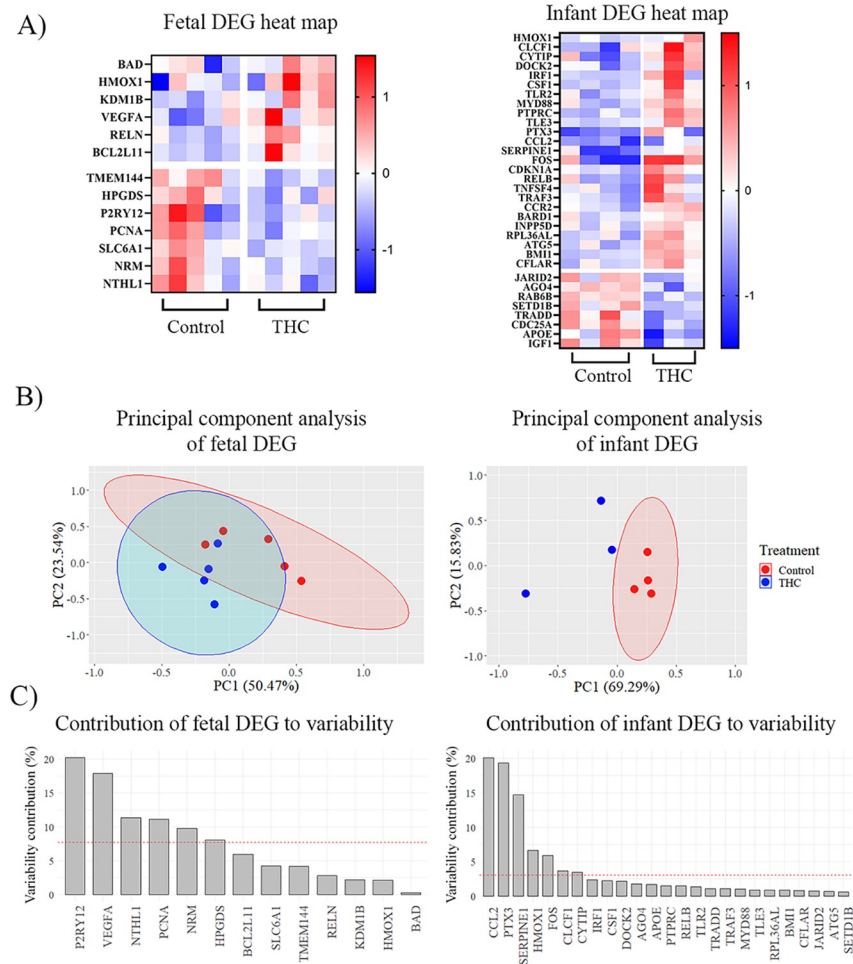 A)
Fetal DEG heat map
BAD
HMOX1
KDM1B
VEGFA
RELN
BCL2L11
TMEM144
HPGDS
P2RY12
PCNA
SLC6A1
NRM
NTHL1
1
0
-1
Control
THC
Infant DEG heat map
HMOX1
CLCF1
CYTIP
DOCK2
IRF1
CSF1
TLR2
MYD88
PTPRC
TLE3
PTX3
CCL2
SERPINE1
FOS
CDKN1A
RELB
TNFSF4
TRAF3
CCR2
BARD1
INPP5D
RPL36AL
ATG5
BMI1
CFLAR
JARID2
AGO4
RAB6B
SETD1B
TRADD
CDC25A
APOE
IGF1
1
0
-1
Control
THC
B)
Principal component analysis
of fetal DEG
PC2 (23.54%)
1.0
0.5
0.0
-0.5
-1.0
-1.0
-0.5
0.0
0.5
1.0
PC1 (50.47%)
Principal component analysis
of infant DEG
PC2 (15.83%)
1.0
0.5
0.0
-0.5
-1.0
-1.0
-0.5
0.0
0.5
1.0
PC1 (69.29%)
Treatment
Control
THC
C)
Contribution of fetal DEG to variability
Variability contribution (%)
20
15
10
5
0
P2RY12
VEGFA
NTHL1
PCNA
NRM
HPGDS
BCL2L11
SLC6A1
TMEM144
RELN
KDM1B
HMOX1
BAD
Contribution of infant DEG to variability
Variability contribution (%)
20
15
10
5
0
CCL2
PTX3
SERPINE1
HMOX1
FOS
CLCF1
CYTIP
IRF1
CSF1
DOCK2
AGO4
APOE
PTPRC
RELB
TLR2
TRADD
TRAF3
MYD88
TLE3
RPL36AL
BMI1
CFLAR
JARID2
ATG5
SETD1B